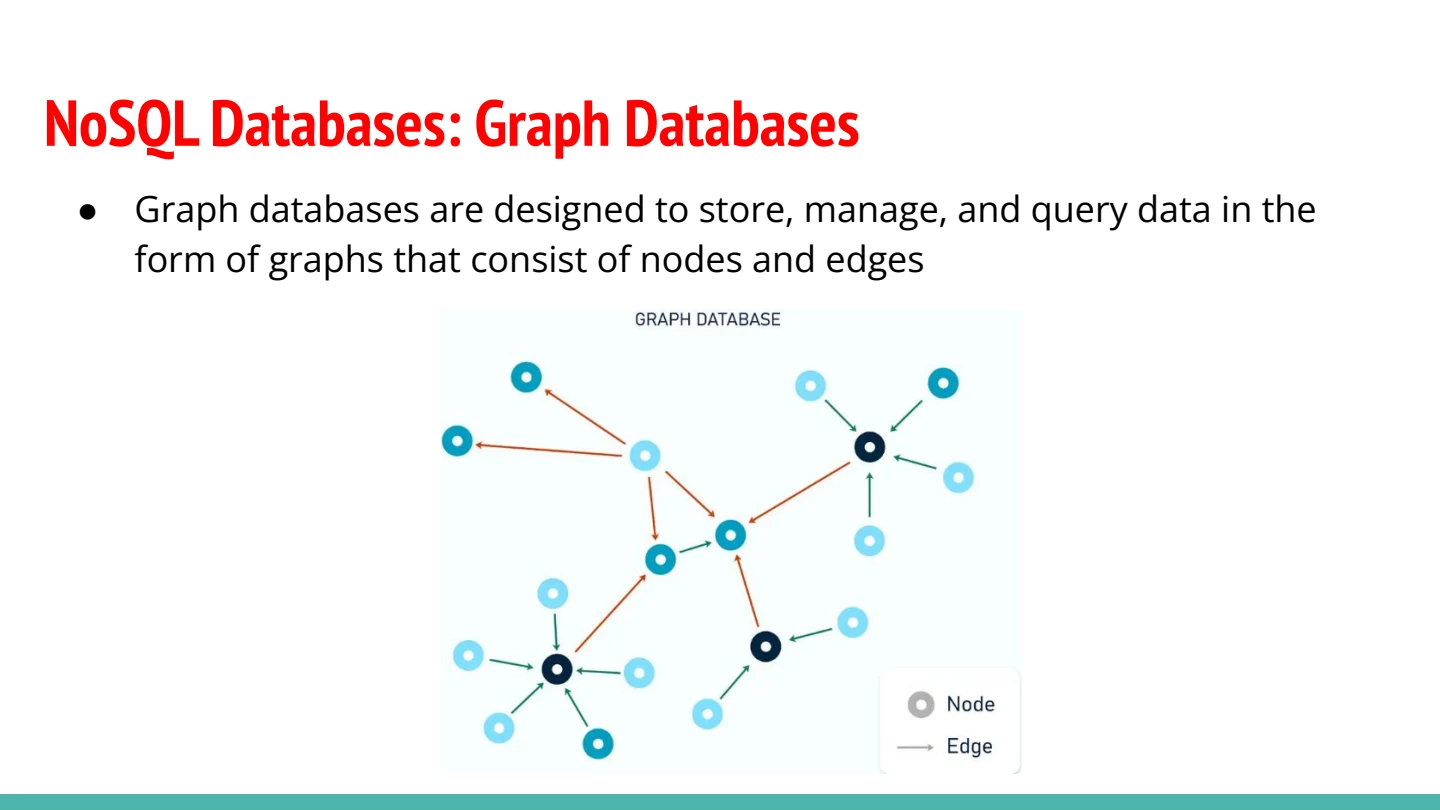 NoSQL Databases: Graph Databases
● Graph databases are designed to store, manage, and query data in the
form of graphs that consist of nodes and edges
GRAPH DATABASE
Node
Edge